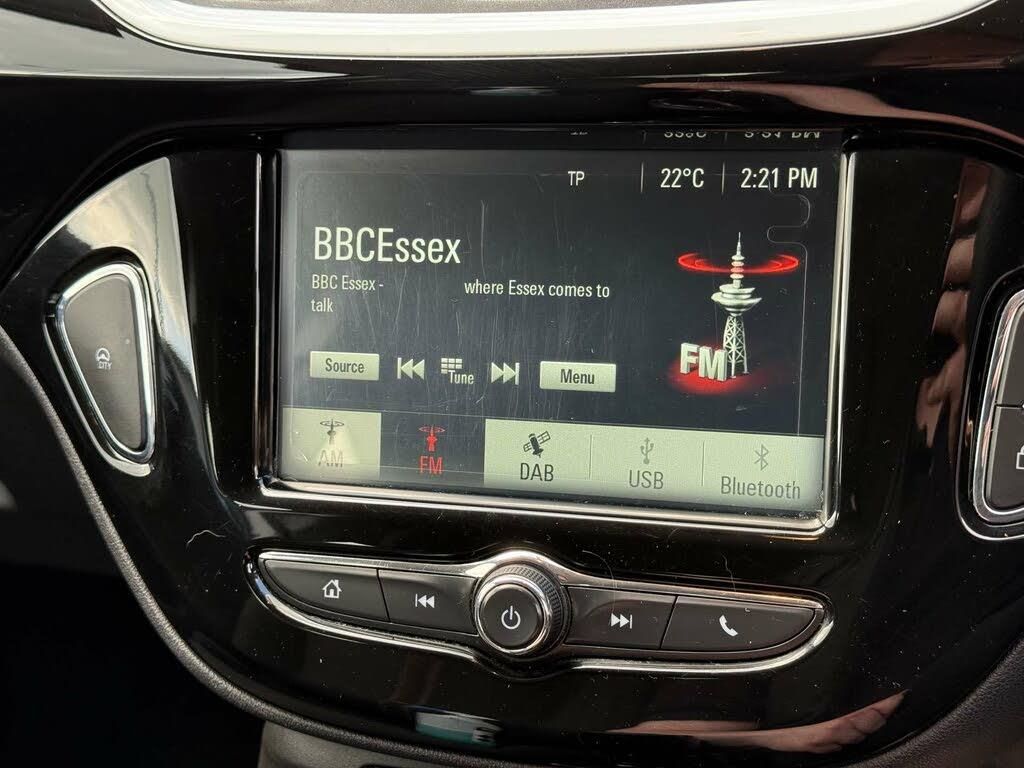 TP 22°C 2:21 PM
BBCEssex
BBC Essex - where Essex comes to
talk
FM
Source Tune Menu
AM FM DAB USB Bluetooth
CITY